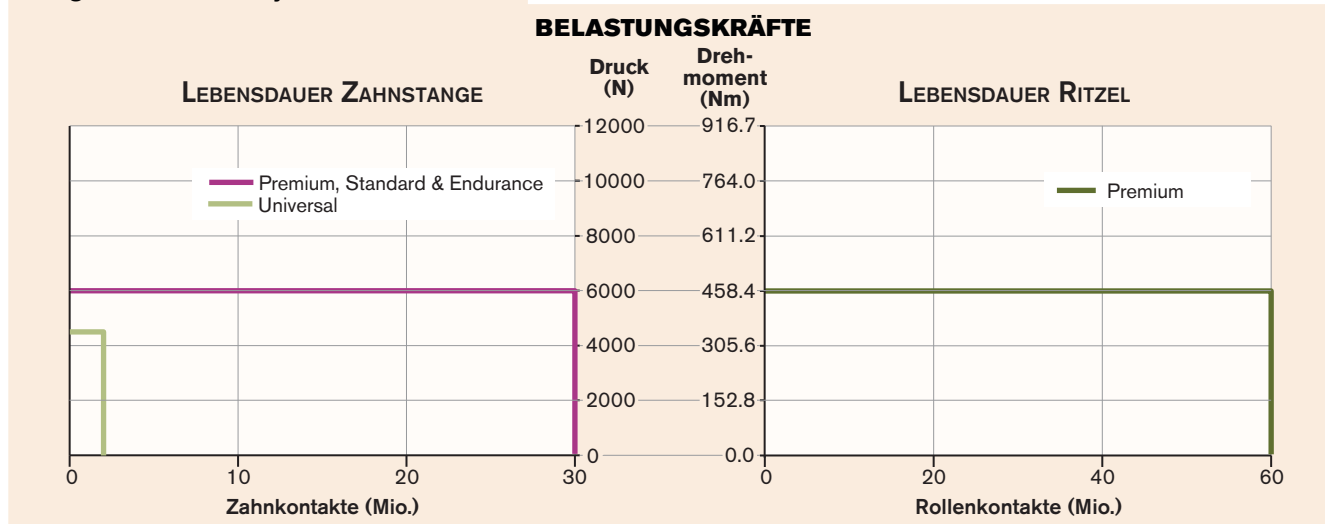 BELASTUNGSKRÄFTE
LEBENSDAUER ZAHNSTANGE
Druck
(N)
Dreh-
moment
(Nm)
LEBENSDAUER RITZEL
Premium, Standard & Endurance
Universal
Premium
12000 916.7
10000 764.0
8000 611.2
6000 458.4
4000 305.6
2000 152.8
0 0.0
0 10 20 30
Zahnkontakte (Mio.)
0 20 40 60
Rollenkontakte (Mio.)